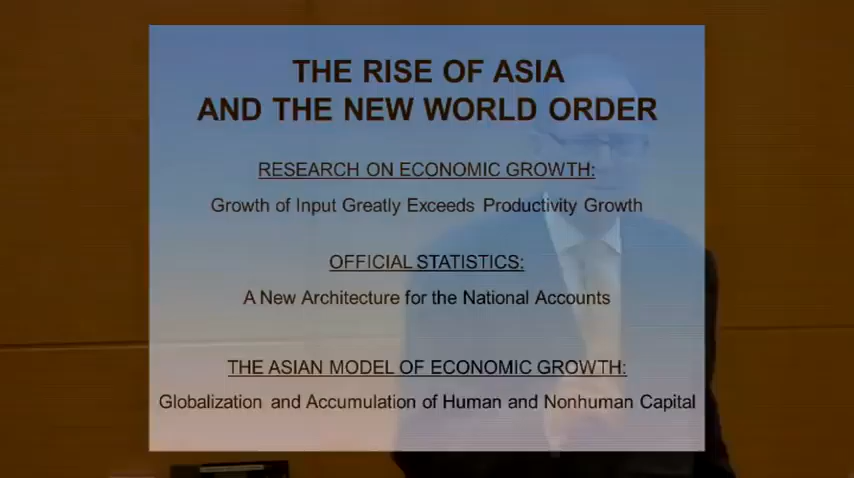 THE RISE OF ASIA
AND THE NEW WORLD ORDER
RESEARCH ON ECONOMIC GROWTH:
Growth of Input Greatly Exceeds Productivity Growth
OFFICIAL STATISTICS:
A New Architecture for the National Accounts
THE ASIAN MODEL OF ECONOMIC GROWTH:
Globalization and Accumulation of Human and Nonhuman Capital